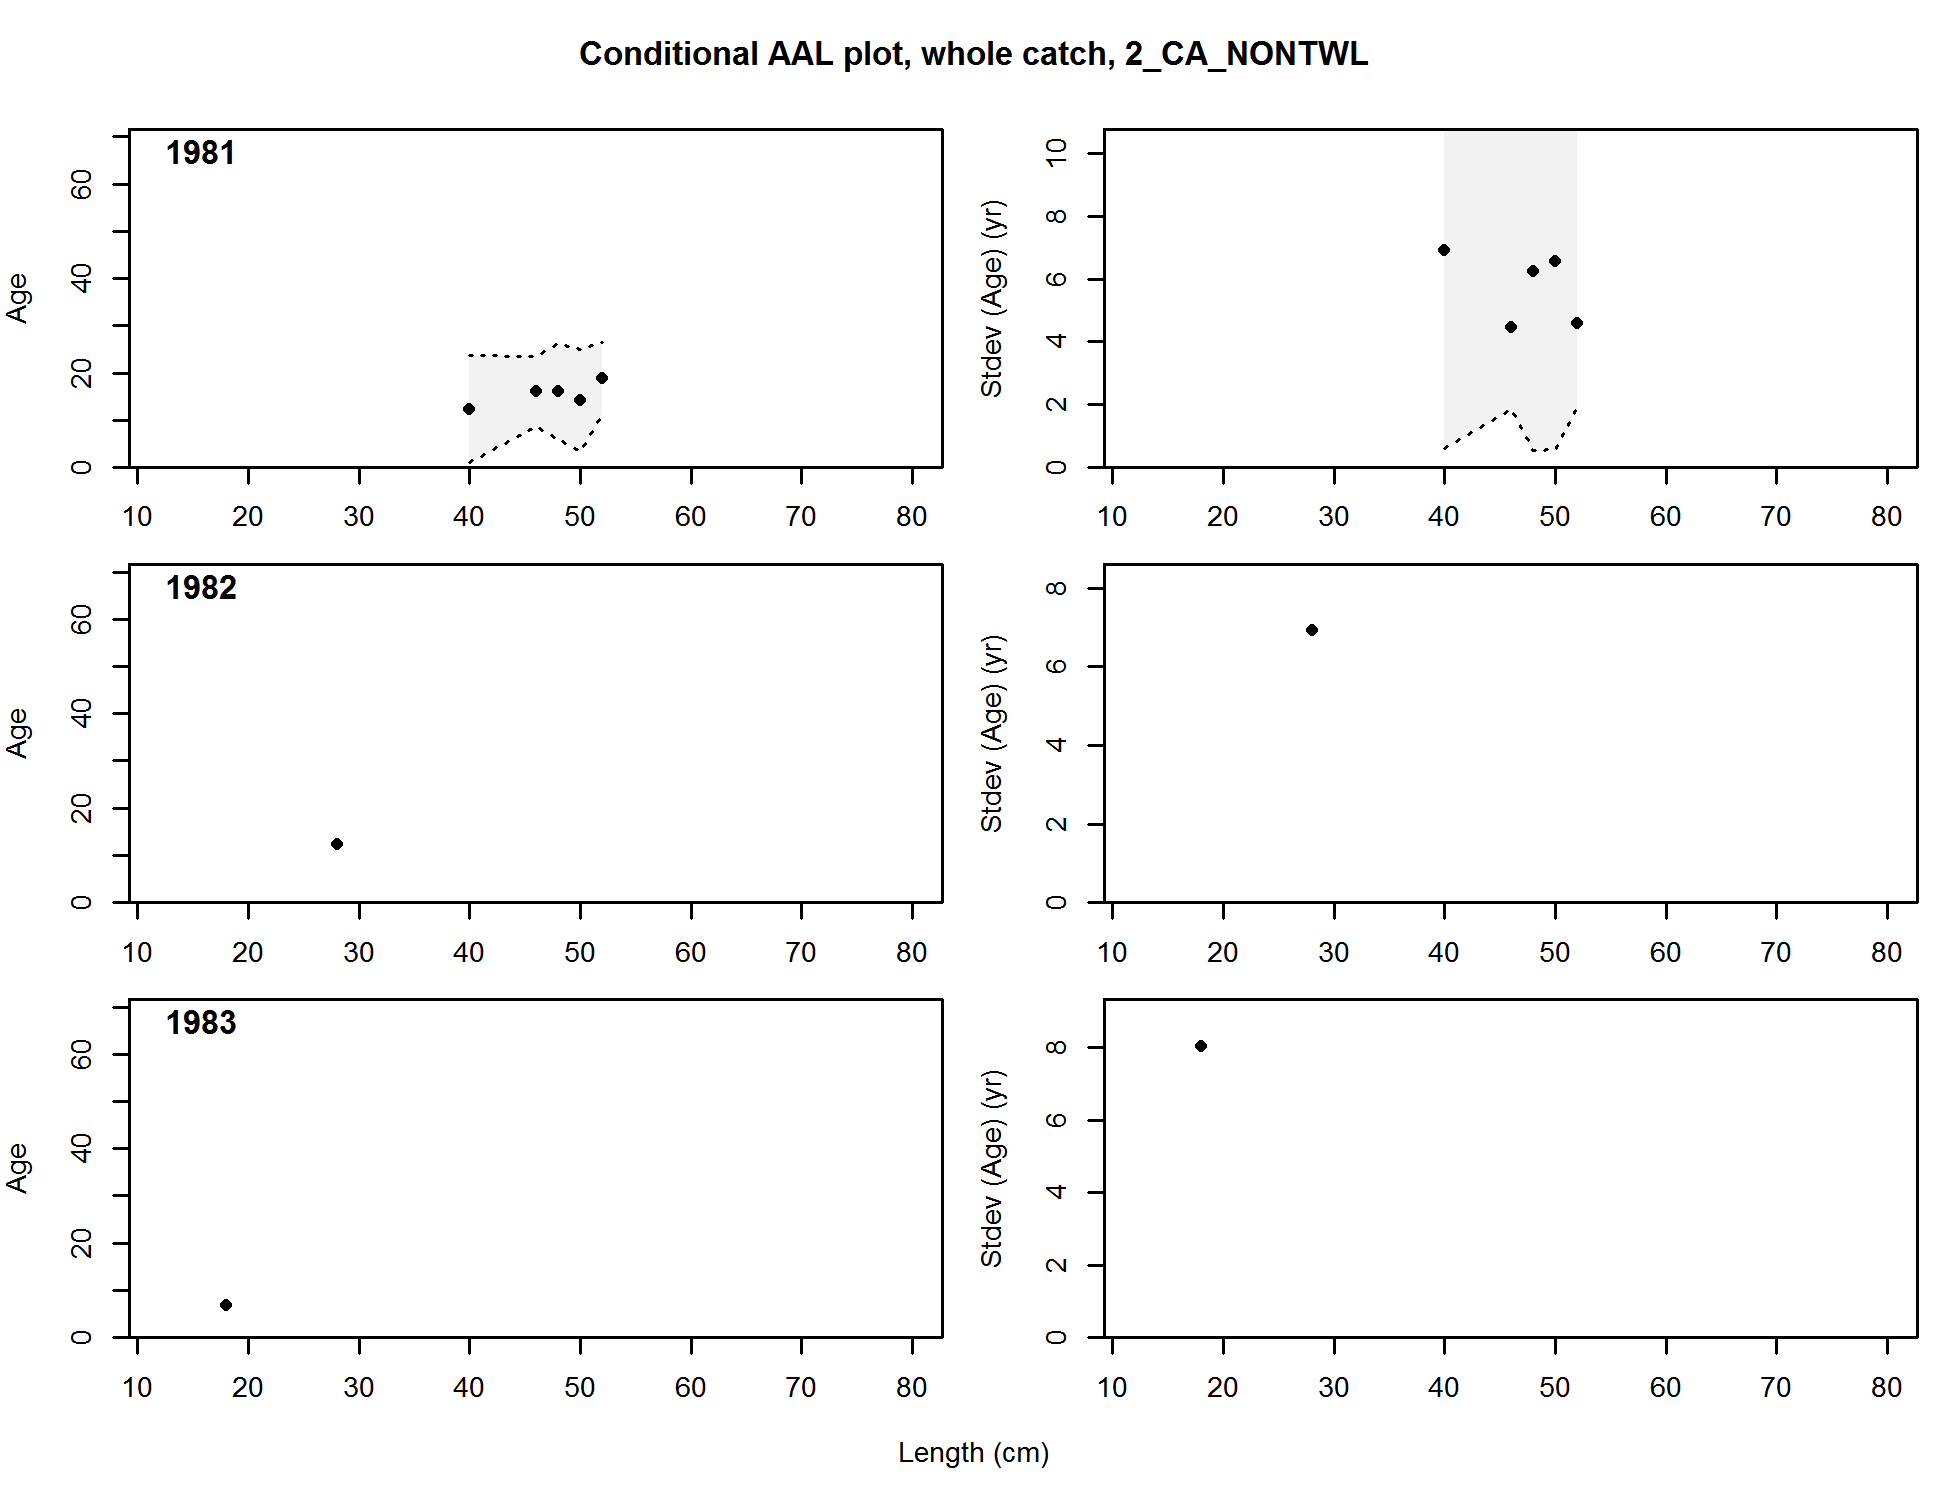 Conditional AAL plot, whole catch, 2_CA_NONTWL
1981
Age
0 20 40 60
10 20 30 40 50 60 70 80
Stdev (Age) (yr)
0 2 4 6 8 10
10 20 30 40 50 60 70 80
1982
Age
0 20 40 60
10 20 30 40 50 60 70 80
Stdev (Age) (yr)
0 2 4 6 8
10 20 30 40 50 60 70 80
1983
Age
0 20 40 60
10 20 30 40 50 60 70 80
Stdev (Age) (yr)
0 2 4 6 8
10 20 30 40 50 60 70 80
Length (cm)